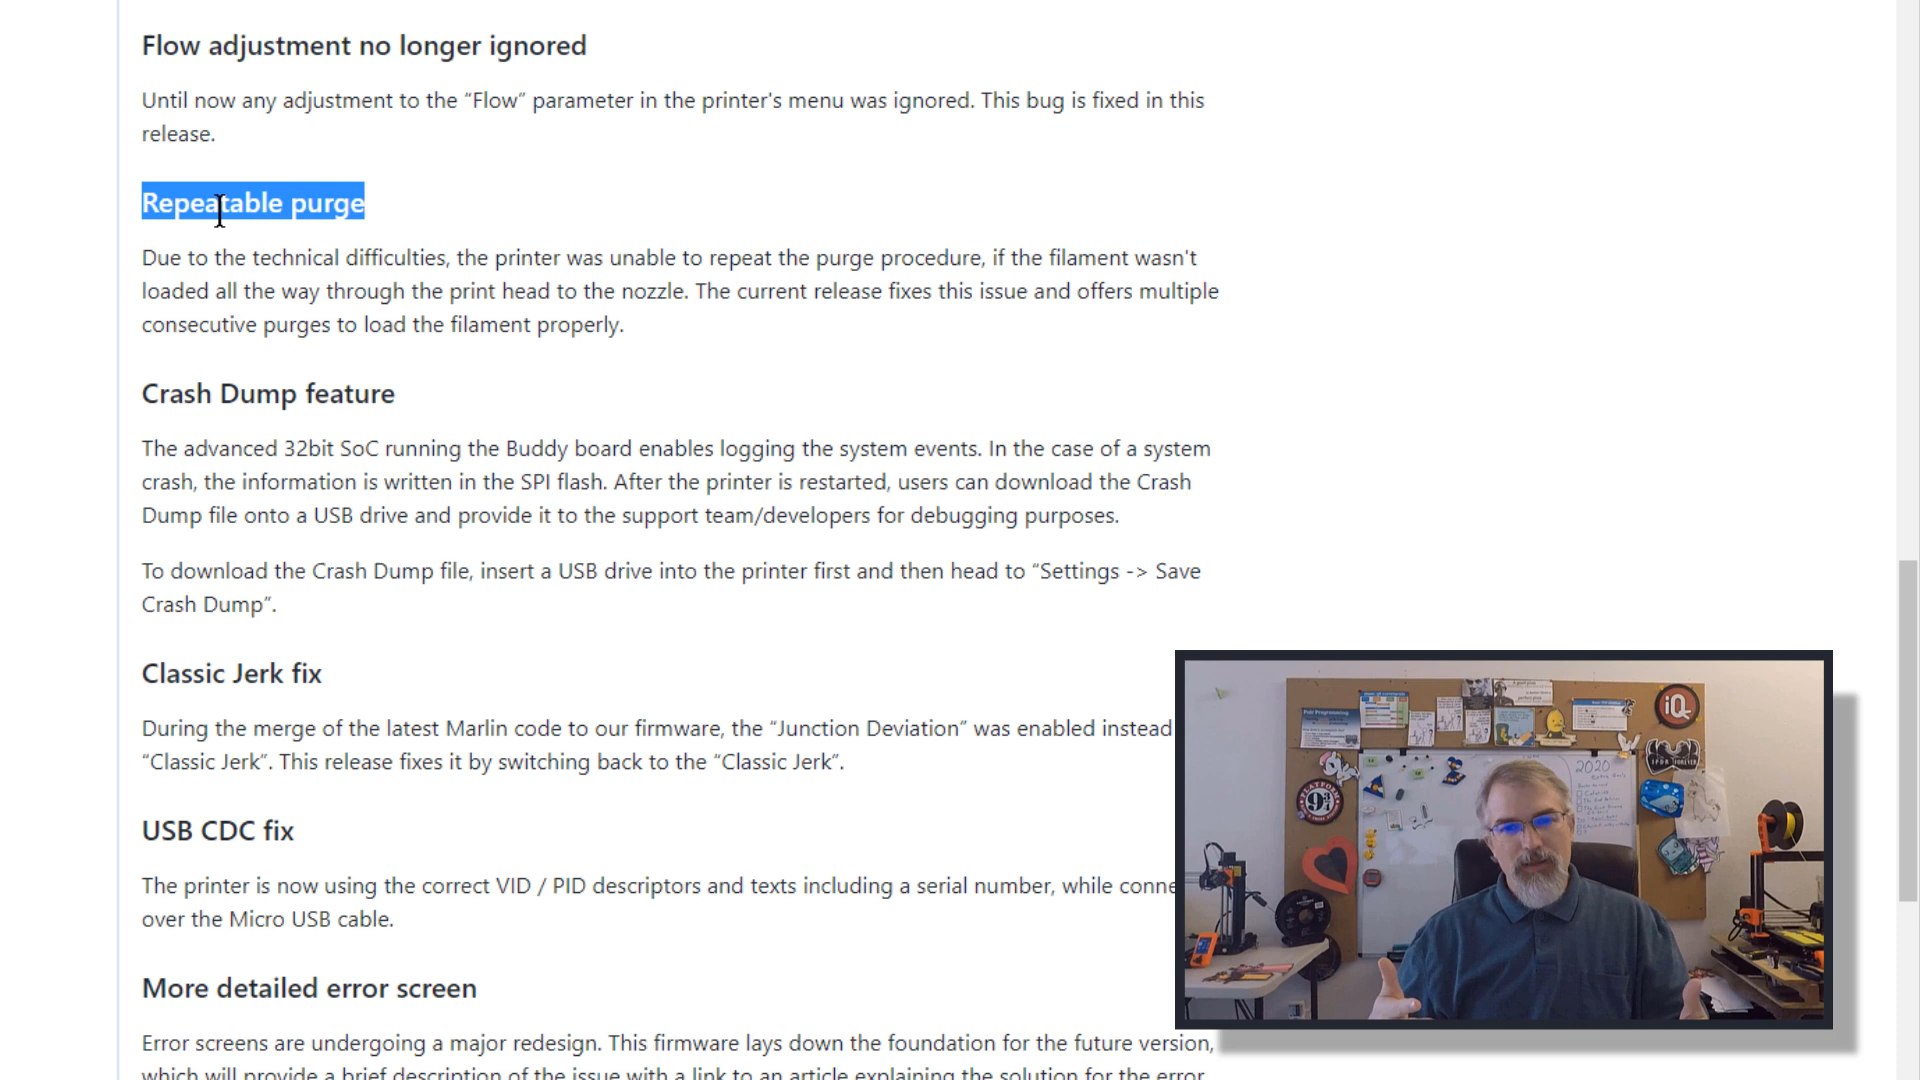 Flow adjustment no longer ignored
Until now any adjustment to the “Flow” parameter in the printer's menu was ignored. This bug is fixed in this
release.
Repeatable purge
Due to the technical difficulties, the printer was unable to repeat the purge procedure, if the filament wasn't
loaded all the way through the print head to the nozzle. The current release fixes this issue and offers multiple
consecutive purges to load the filament properly.
Crash Dump feature
The advanced 32bit SoC running the Buddy board enables logging the system events. In the case of a system
crash, the information is written in the SPI flash. After the printer is restarted, users can download the Crash
Dump file onto a USB drive and provide it to the support team/developers for debugging purposes.
To download the Crash Dump file, insert a USB drive into the printer first and then head to “Settings -> Save
Crash Dump”.
Classic Jerk fix
During the merge of the latest Marlin code to our firmware, the “Junction Deviation” was enabled instead
“Classic Jerk”. This release fixes it by switching back to the “Classic Jerk”.
USB CDC fix
The printer is now using the correct VID / PID descriptors and texts including a serial number, while conne
over the Micro USB cable.
More detailed error screen
Error screens are undergoing a major redesign. This firmware lays down the foundation for the future version,
which will provide a brief description of the issue with a link to an article explaining the solution for the error
iQ
PLATFORM
9 3/4
2020